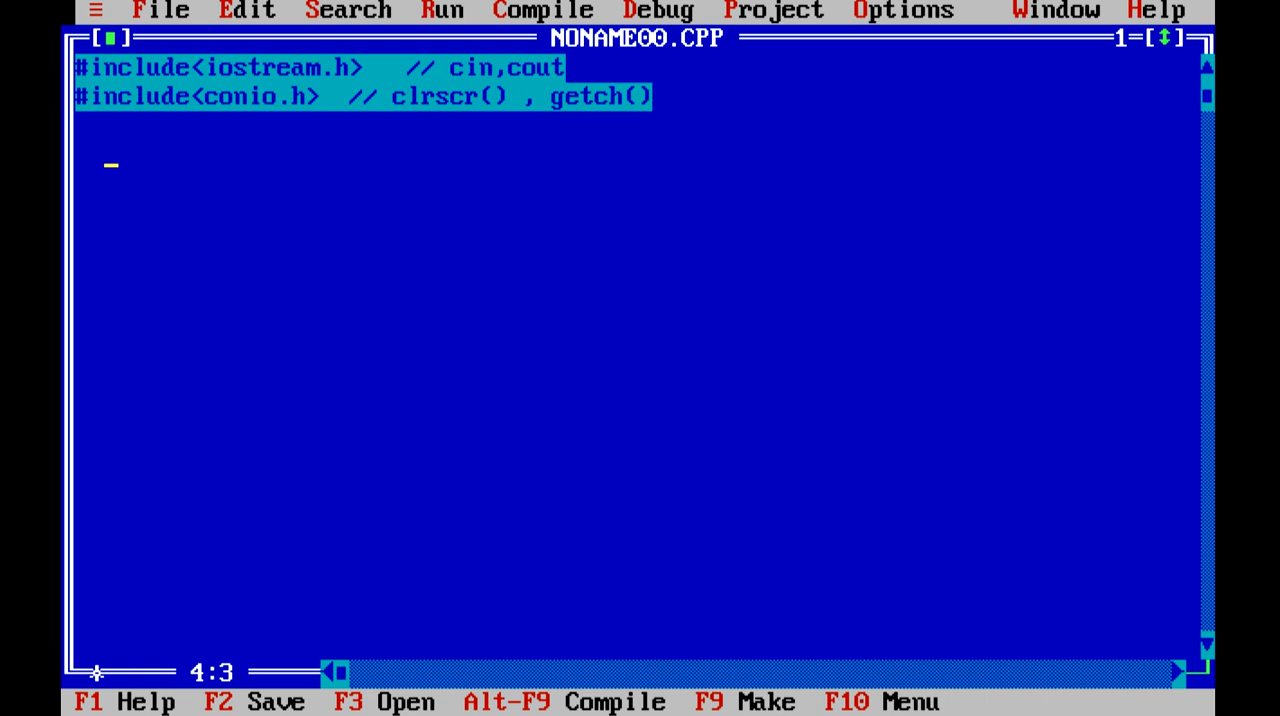 ≡ File Edit Search Run Compile Debug Project Options Window Help
[■] NONAME00.CPP 1=[↕]
#include<iostream.h>   // cin,cout
#include<conio.h>  // clrscr() , getch()
4:3
F1 Help F2 Save F3 Open Alt-F9 Compile F9 Make F10 Menu